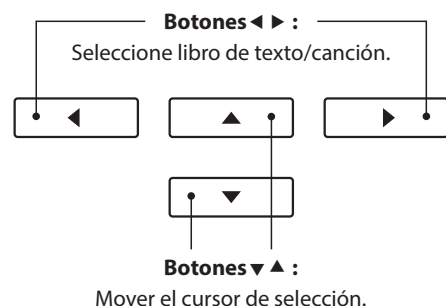 Botones ◀ ▶ :
Seleccione libro de texto/canción.
Botones ▼ ▲ :
Mover el cursor de selección.